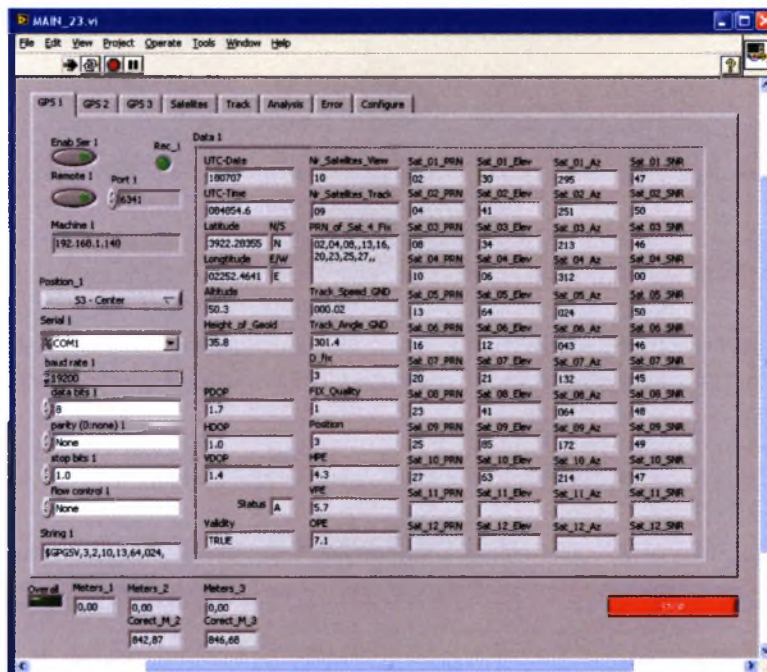 MAIN_23.vi
File Edit View Project Operate Tools Window Help
GPS 1 GPS 2 GPS 3 Satelites Track Analysis Error Configure
Enab Ser 1 Rec_1
Remote 1 Port 1
6341
Machine 1
192.168.1.140
Position_1
S3 - Center
Serial 1
COM1
baud rate 1
19200
data bits 1
8
parity (0:none) 1
None
stop bits 1
1.0
flow control 1
None
String 1
$GPGSV,3,2,10,13,64,024,
Data 1
UTC-Date
180707
UTC-Time
084854.6
Latitude N/S
3922.28355 N
Longtitude E/W
02252.4641 E
Altitude
50.3
Height_of_Geoid
35.8
PDOP
1.7
HDOP
1.0
VDOP
1.4
Status A
Validity
TRUE
Nr_Satelites_View
10
Nr_Satelites_Track
09
PRN_of_Sat_4_Fix
02,04,08,,13,16,
20,23,25,27,,
Track_Speed_GND
000.02
Track_Angle_GND
301.4
D_fix
3
FIX_Quality
1
Position
3
HPE
4.3
VPE
5.7
OPE
7.1
Sat_01_PRN Sat_01_Elev Sat_01_Az Sat_01_SNR
02 30 295 47
Sat_02_PRN Sat_02_Elev Sat_02_Az Sat_02_SNR
04 41 251 50
Sat_03_PRN Sat_03_Elev Sat_03_Az Sat_03_SNR
08 34 213 46
Sat_04_PRN Sat_04_Elev Sat_04_Az Sat_04_SNR
10 06 312 00
Sat_05_PRN Sat_05_Elev Sat_05_Az Sat_05_SNR
13 64 024 50
Sat_06_PRN Sat_06_Elev Sat_06_Az Sat_06_SNR
16 12 043 46
Sat_07_PRN Sat_07_Elev Sat_07_Az Sat_07_SNR
20 21 132 45
Sat_08_PRN Sat_08_Elev Sat_08_Az Sat_08_SNR
23 41 064 48
Sat_09_PRN Sat_09_Elev Sat_09_Az Sat_09_SNR
25 85 172 49
Sat_10_PRN Sat_10_Elev Sat_10_Az Sat_10_SNR
27 63 214 47
Sat_11_PRN Sat_11_Elev Sat_11_Az Sat_11_SNR
Sat_12_PRN Sat_12_Elev Sat_12_Az Sat_12_SNR
Overall Meters_1 Meters_2 Meters_3
0,00 0,00 0,00
Corect_M_2 Corect_M_3
842,87 846,68
STOP